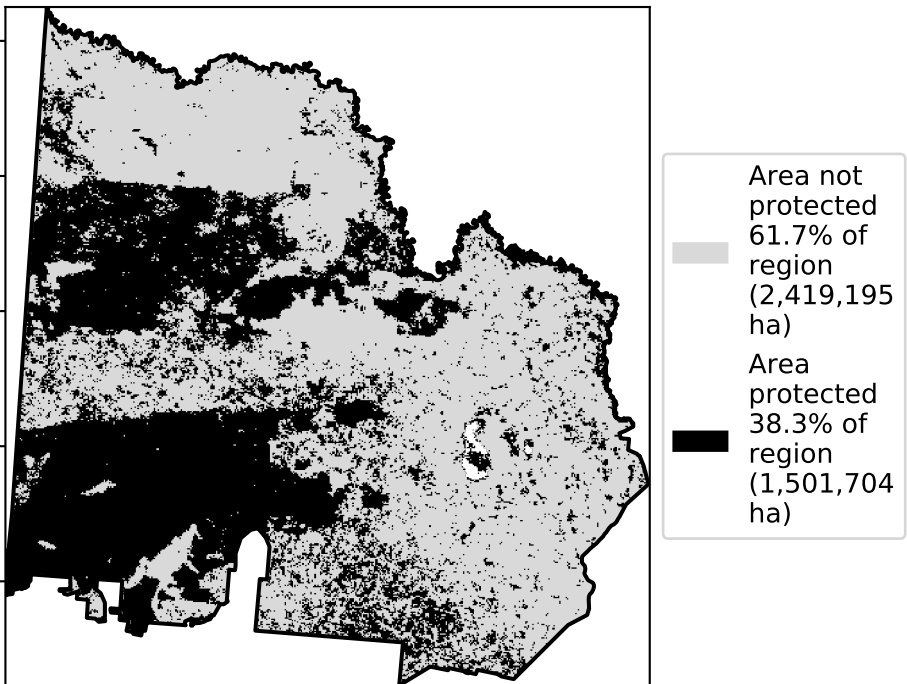 Area not
protected
61.7% of
region
(2,419,195
ha)
Area
protected
38.3% of
region
(1,501,704
ha)